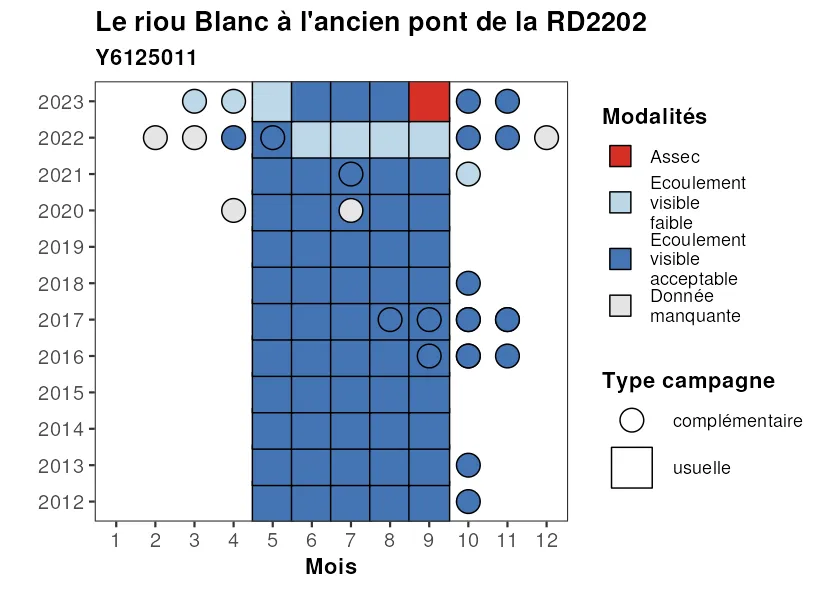 Le riou Blanc à l'ancien pont de la RD2202
Y6125011
2023
2022
2021
2020
2019
2018
2017
2016
2015
2014
2013
2012
1 2 3 4 5 6 7 8 9 10 11 12
Mois
Modalités
Assec
Ecoulement
visible
faible
Ecoulement
visible
acceptable
Donnée
manquante
Type campagne
complémentaire
usuelle